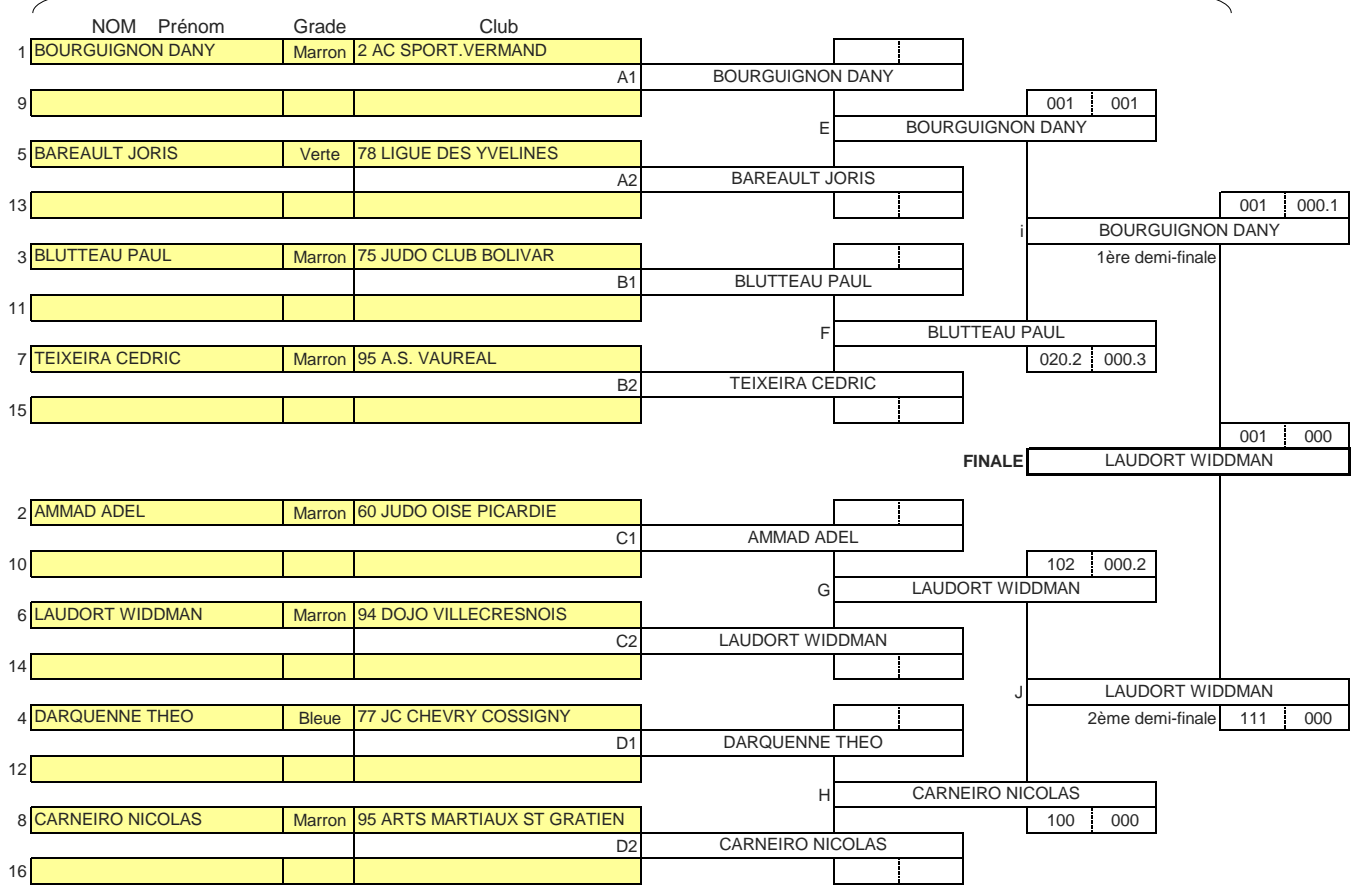 NOM Prénom Grade Club
1 BOURGUIGNON DANY Marron 2 AC SPORT.VERMAND
A1 BOURGUIGNON DANY
9 001 001
E BOURGUIGNON DANY
5 BAREAULT JORIS Verte 78 LIGUE DES YVELINES
A2 BAREAULT JORIS
13 001 000.1
i BOURGUIGNON DANY
3 BLUTTEAU PAUL Marron 75 JUDO CLUB BOLIVAR 1ère demi-finale
B1 BLUTTEAU PAUL
11
F BLUTTEAU PAUL
7 TEIXEIRA CEDRIC Marron 95 A.S. VAUREAL 020.2 000.3
B2 TEIXEIRA CEDRIC
15
001 000
FINALE LAUDORT WIDDMAN
2 AMMAD ADEL Marron 60 JUDO OISE PICARDIE
C1 AMMAD ADEL
10 102 000.2
G LAUDORT WIDDMAN
6 LAUDORT WIDDMAN Marron 94 DOJO VILLECRESNOIS
C2 LAUDORT WIDDMAN
14
J LAUDORT WIDDMAN
4 DARQUENNE THEO Bleue 77 JC CHEVRY COSSIGNY 2ème demi-finale 111 000
D1 DARQUENNE THEO
12
H CARNEIRO NICOLAS
8 CARNEIRO NICOLAS Marron 95 ARTS MARTIAUX ST GRATIEN 100 000
D2 CARNEIRO NICOLAS
16